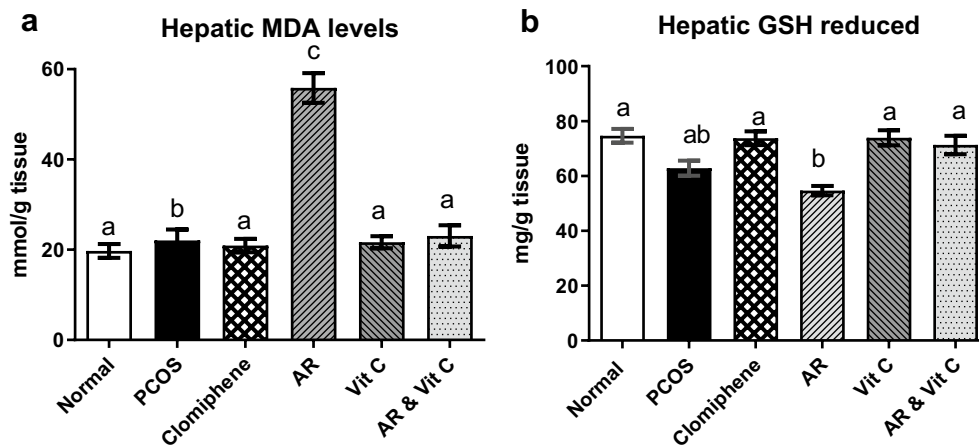 a
Hepatic MDA levels
mmol/g tissue
60
40
20
0
a
b
a
c
a
a
Normal
PCOS
Clomiphene
AR
Vit C
AR & Vit C
b
Hepatic GSH reduced
mg/g tissue
100
80
60
40
20
0
a
ab
a
b
a
a
Normal
PCOS
Clomiphene
AR
Vit C
AR & Vit C